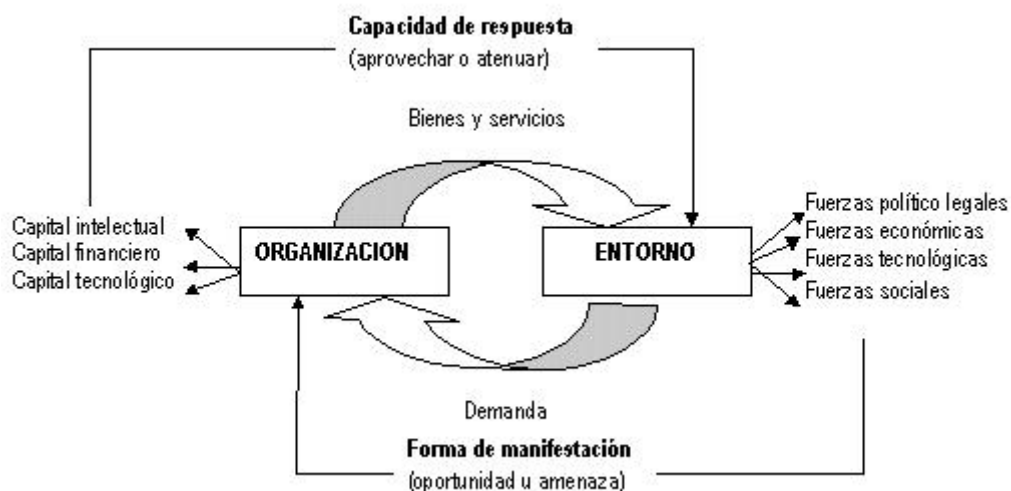 Capacidad de respuesta
(aprovechar o atenuar)
Bienes y servicios
Capital intelectual
Capital financiero
Capital tecnológico
ORGANIZACION
ENTORNO
Fuerzas político legales
Fuerzas económicas
Fuerzas tecnológicas
Fuerzas sociales
Demanda
Forma de manifestación
(oportunidad u amenaza)